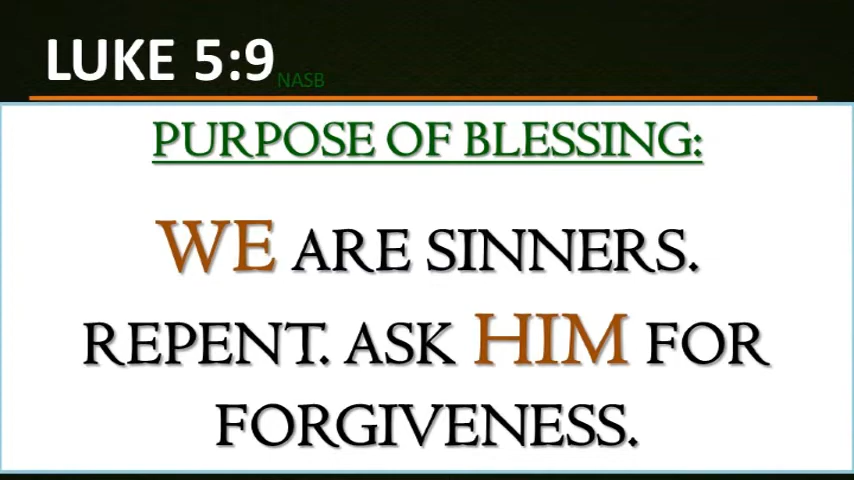 LUKE 5:9 NASB
PURPOSE OF BLESSING:
WE ARE SINNERS.
REPENT. ASK HIM FOR
FORGIVENESS.